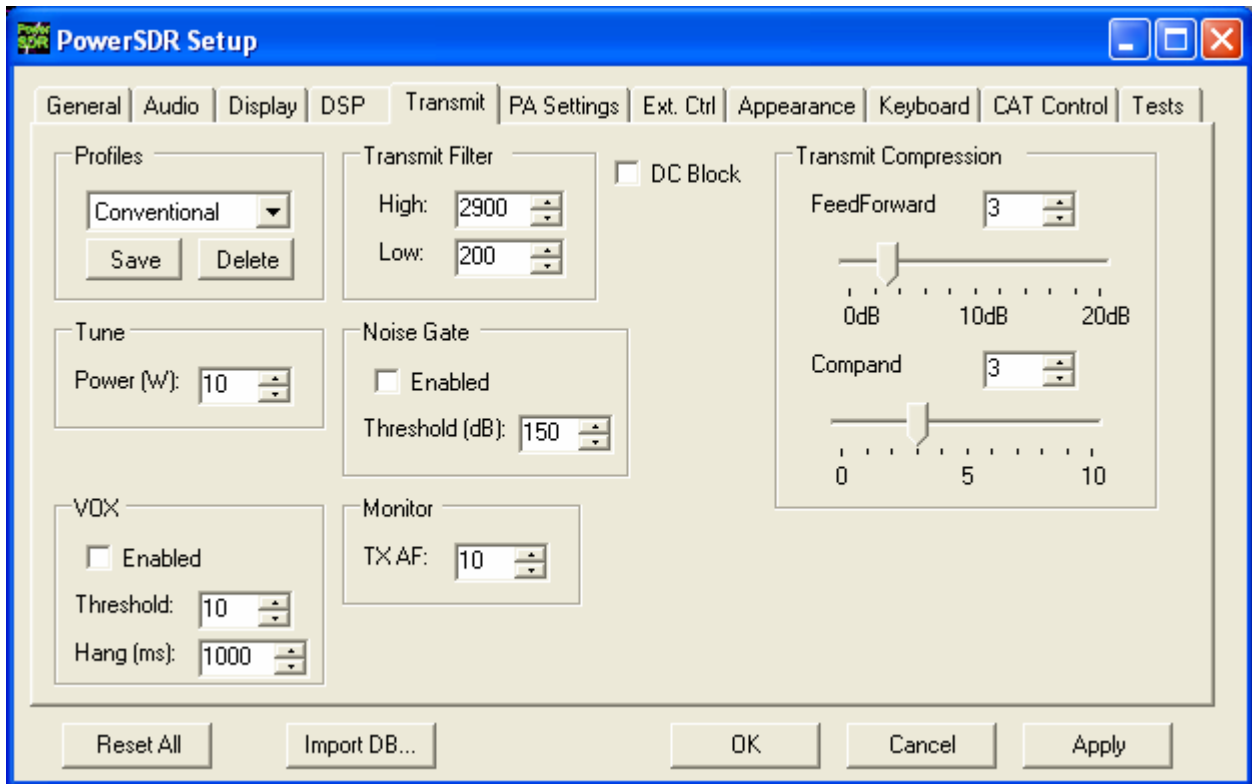 Power SDR PowerSDR Setup
General Audio Display DSP Transmit PA Settings Ext. Ctrl Appearance Keyboard CAT Control Tests
Profiles
Conventional
Save Delete
Transmit Filter
High: 2900
Low: 200
DC Block
Transmit Compression
FeedForward 3
0dB 10dB 20dB
Compand 3
0 5 10
Tune
Power (W): 10
Noise Gate
Enabled
Threshold (dB): 150
VOX
Enabled
Threshold: 10
Hang (ms): 1000
Monitor
TX AF: 10
Reset All Import DB... OK Cancel Apply